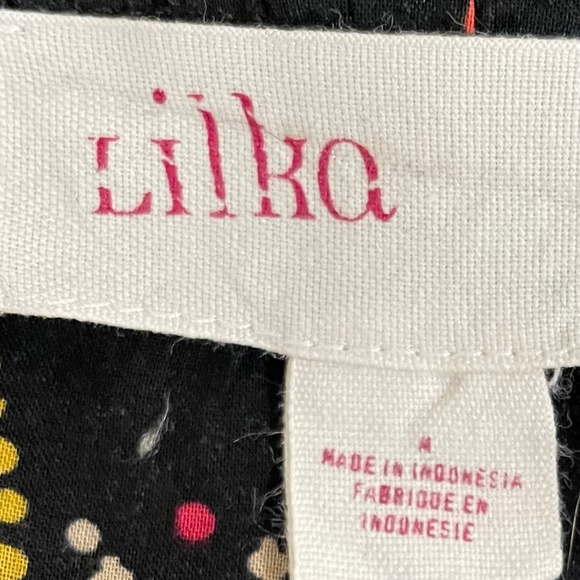 Lilka
M
MADE IN INDONESIA
FABRIQUE EN
INDONESIE